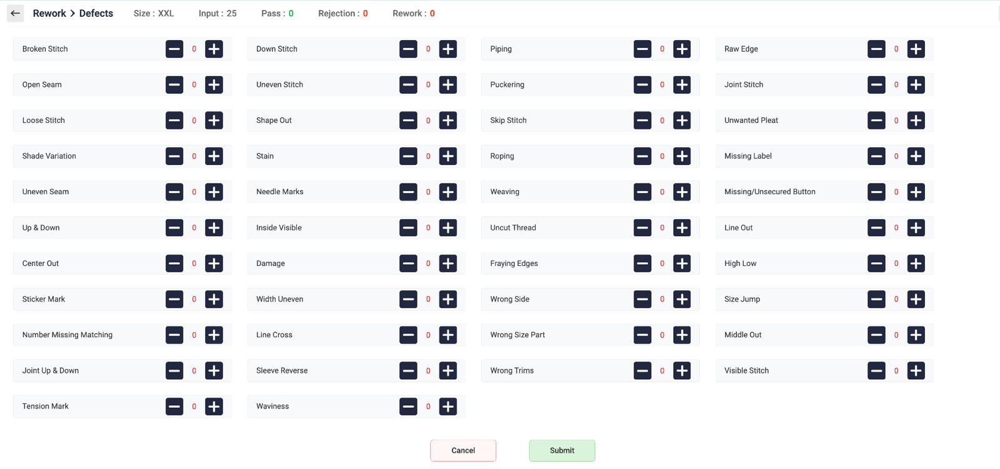 Rework > Defects Size : XXL Input : 25 Pass : 0 Rejection : 0 Rework : 0
Broken Stitch 0 Down Stitch 0 Piping 0 Raw Edge 0
Open Seam 0 Uneven Stitch 0 Puckering 0 Joint Stitch 0
Loose Stitch 0 Shape Out 0 Skip Stitch 0 Unwanted Pleat 0
Shade Variation 0 Stain 0 Roping 0 Missing Label 0
Uneven Seam 0 Needle Marks 0 Weaving 0 Missing/Unsecured Button 0
Up & Down 0 Inside Visible 0 Uncut Thread 0 Line Out 0
Center Out 0 Damage 0 Fraying Edges 0 High Low 0
Sticker Mark 0 Width Uneven 0 Wrong Side 0 Size Jump 0
Number Missing Matching 0 Line Cross 0 Wrong Size Part 0 Middle Out 0
Joint Up & Down 0 Sleeve Reverse 0 Wrong Trims 0 Visible Stitch 0
Tension Mark 0 Waviness 0
Cancel Submit